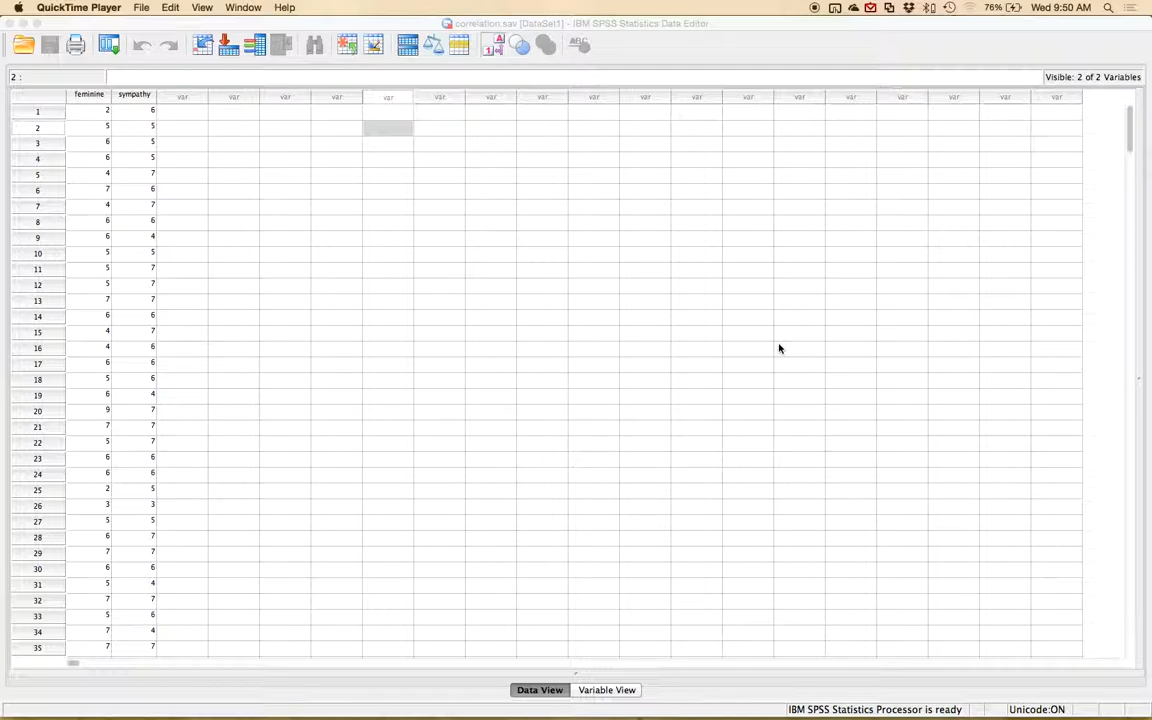 QuickTime Player File Edit View Window Help 76% Wed 9:50 AM
correlation.sav [DataSet1] - IBM SPSS Statistics Data Editor
2 : Visible: 2 of 2 Variables
feminine sympathy var var var var var var var var var var var var var var var var var var
1 2 6
2 5 5
3 6 5
4 6 5
5 4 7
6 7 6
7 4 7
8 6 6
9 6 4
10 5 5
11 5 7
12 5 7
13 7 7
14 6 6
15 4 7
16 4 6
17 6 6
18 5 6
19 6 4
20 9 7
21 7 7
22 5 7
23 6 6
24 6 6
25 2 5
26 3 3
27 5 5
28 6 7
29 7 7
30 6 6
31 5 4
32 7 7
33 5 6
34 7 4
35 7 7
Data View Variable View
IBM SPSS Statistics Processor is ready Unicode:ON